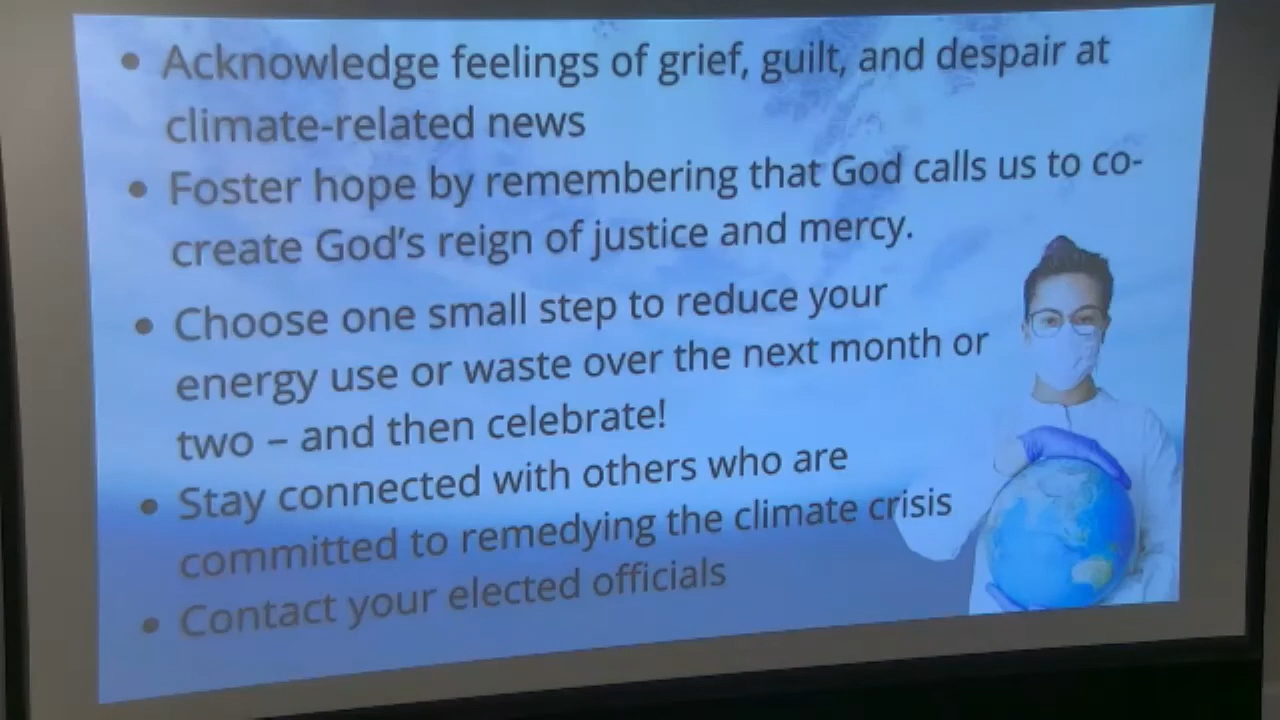 • Acknowledge feelings of grief, guilt, and despair at
climate-related news
• Foster hope by remembering that God calls us to co-
create God's reign of justice and mercy.
• Choose one small step to reduce your
energy use or waste over the next month or
two – and then celebrate!
• Stay connected with others who are
committed to remedying the climate crisis
• Contact your elected officials